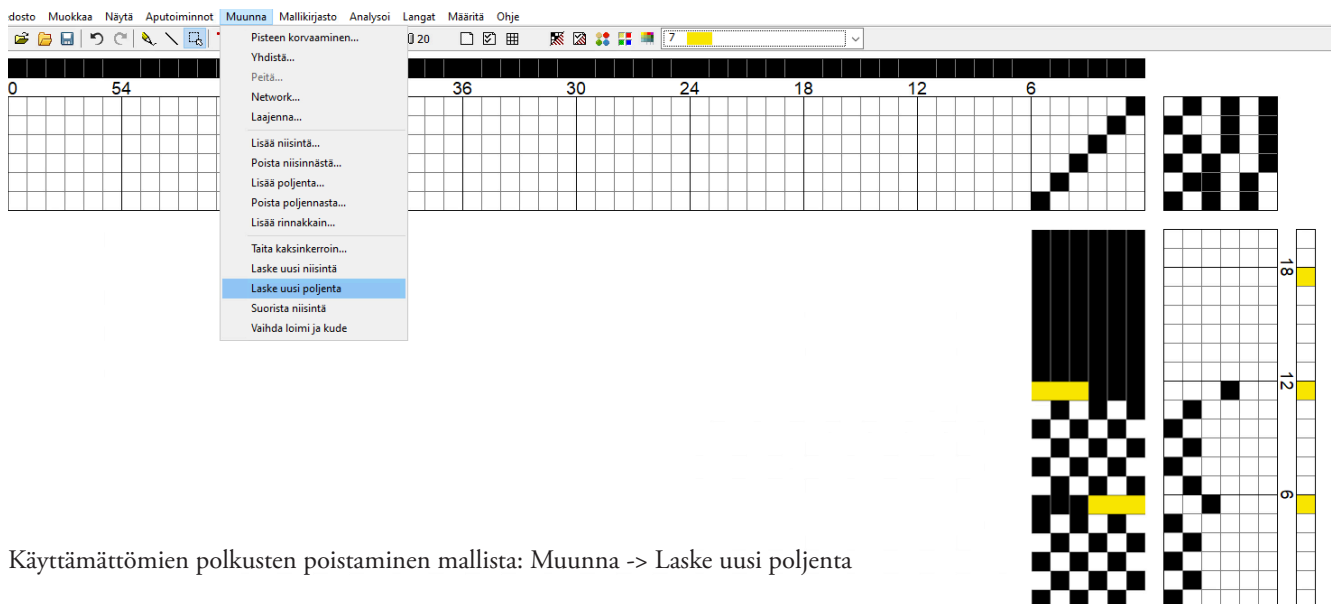 dosto Muokkaa Näytä Aputoiminnot Muunna Mallikirjasto Analysoi Langat Määritä Ohje
20 7
Pisteen korvaaminen...
Yhdistä...
Peitä...
Network...
Laajenna...
Lisää niisintä...
Poista niisinnästä...
Lisää poljenta...
Poista poljennasta...
Lisää rinnakkain...
Taita kaksinkerroin...
Laske uusi niisintä
Laske uusi poljenta
Suorista niisintä
Vaihda loimi ja kude
0 54 36 30 24 18 12 6
18
12
6
Käyttämättömien polkusten poistaminen mallista: Muunna -> Laske uusi poljenta